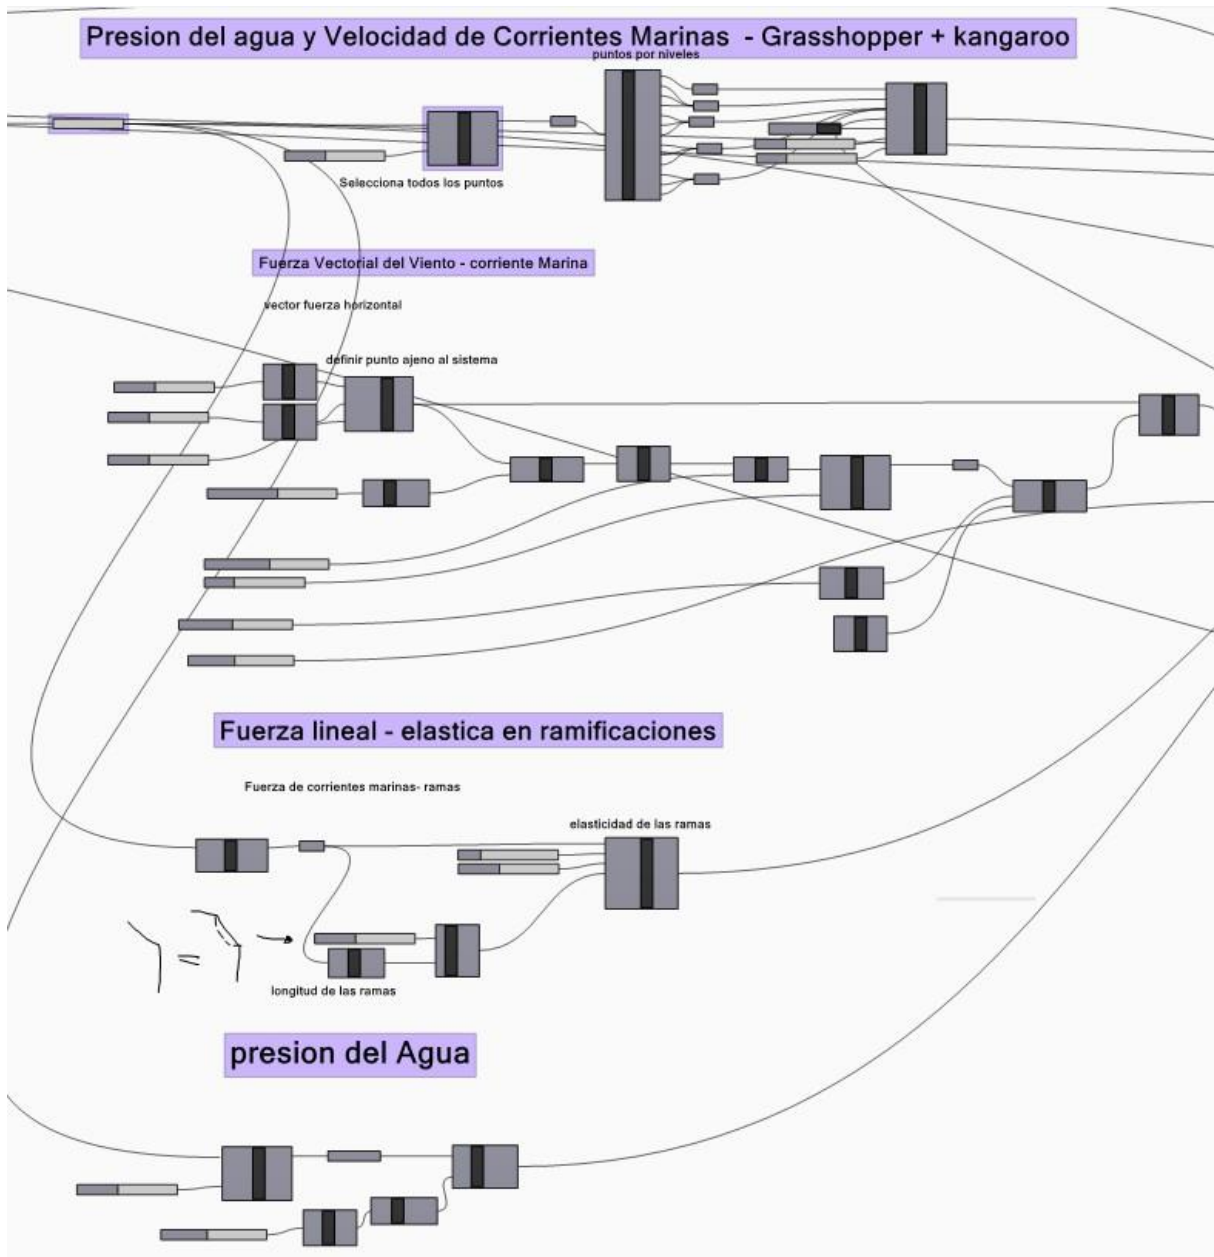 Presion del agua y Velocidad de Corrientes Marinas - Grasshopper + kangaroo
puntos por niveles
Selecciona todos los puntos
Fuerza Vectorial del Viento - corriente Marina
vector fuerza horizontal
definir punto ajeno al sistema
Fuerza lineal - elastica en ramificaciones
Fuerza de corrientes marinas- ramas
elasticidad de las ramas
longitud de las ramas
presion del Agua